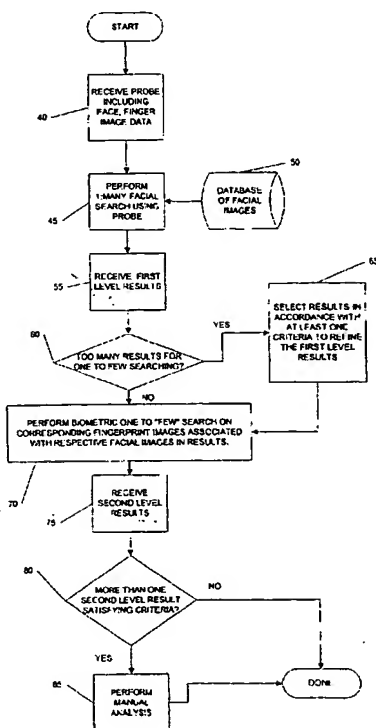 START
RECEIVE PROBE
INCLUDING
FACE, FINGER
IMAGE DATA
40
50
PERFORM
1:MANY FACIAL
SEARCH USING
PROBE
45
DATABASE
OF FACIAL
IMAGES
RECEIVE FIRST
LEVEL RESULTS
55
65
SELECT RESULTS IN
ACCORDANCE WITH
AT LEAST ONE
CRITERIA TO REFINE
THE FIRST LEVEL
RESULTS
60
YES
TOO MANY RESULTS FOR
ONE TO FEW SEARCHING?
NO
PERFORM BIOMETRIC ONE TO "FEW" SEARCH ON
CORRESPONDING FINGERPRINT IMAGES ASSOCIATED
WITH RESPECTIVE FACIAL IMAGES IN RESULTS.
70
RECEIVE
SECOND LEVEL
RESULTS
75
80
NO
MORE THAN ONE
SECOND LEVEL RESULT
SATISFYING CRITERIA?
YES
PERFORM
MANUAL
ANALYSIS
85
DONE